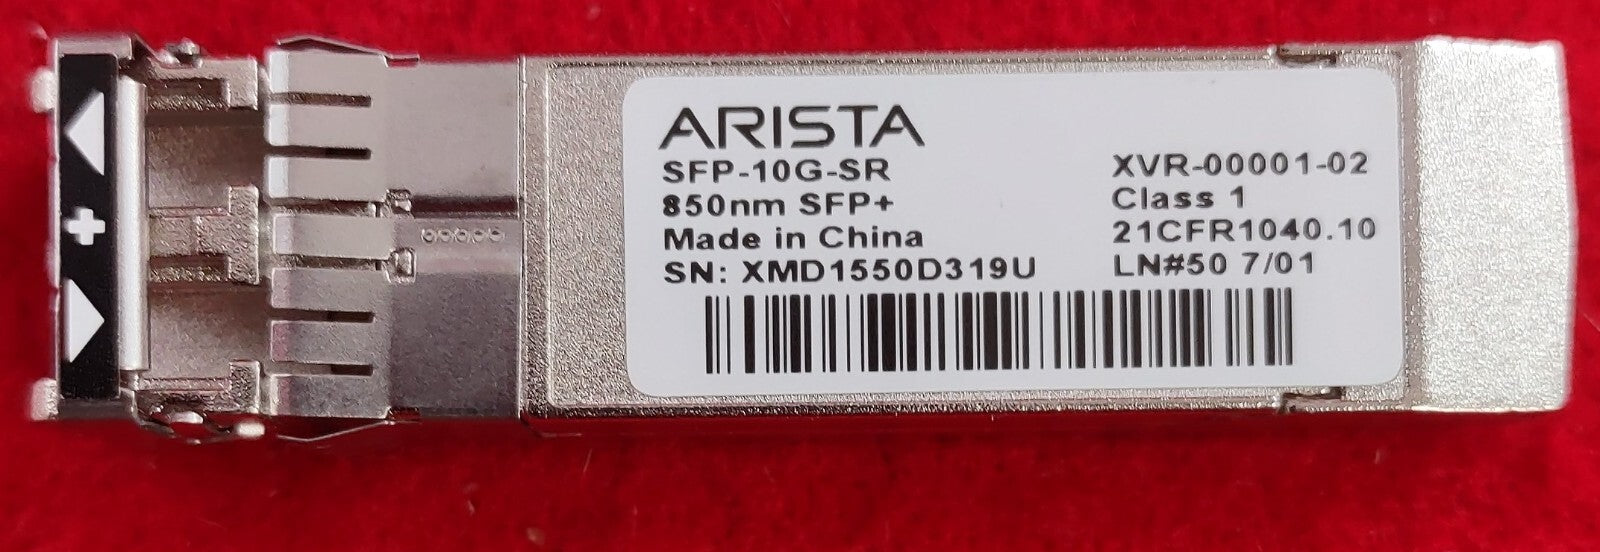 ARISTA
SFP-10G-SR
850nm SFP+
Made in China
SN: XMD1550D319U
XVR-00001-02
Class 1
21CFR1040.10
LN#50 7/01